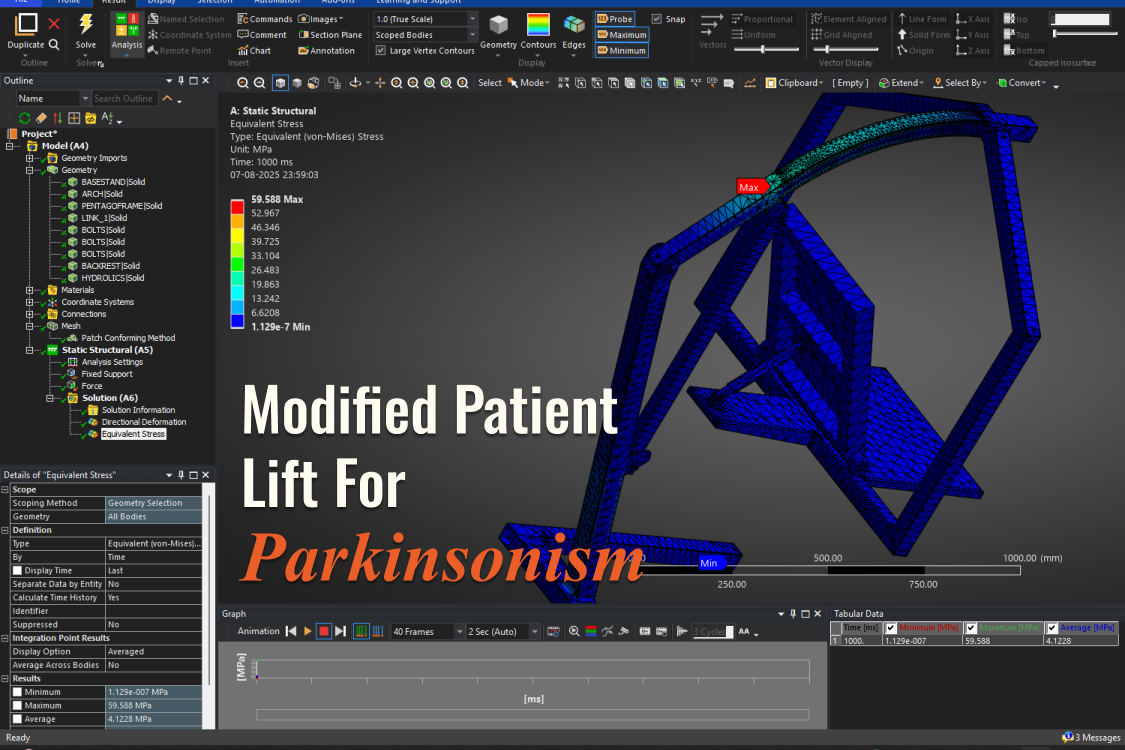 File Home Result Display Selection Automation Add-ons Learning and Support
Duplicate
Outline
Solve
Solver
Analysis
Named Selection
Coordinate System
Remote Point
Commands
Comment
Chart
Images
Section Plane
Annotation
Insert
1.0 (True Scale)
Scoped Bodies
Large Vertex Contours
Geometry
Contours
Edges
Probe
Maximum
Minimum
Snap
Display
Vectors
Proportional
Uniform
Element Aligned
Grid Aligned
Line Form
Solid Form
Origin
X Axis
Y Axis
Z Axis
Vector Display
Iso
Top
Bottom
Capped Isosurface
Select Mode Clipboard [ Empty ] Extend Select By Convert
Outline
Name Search Outline
Project*
Model (A4)
Geometry Imports
Geometry
BASESTAND|Solid
ARCH|Solid
PENTAGOFRAME|Solid
LINK_1|Solid
BOLTS|Solid
BOLTS|Solid
BOLTS|Solid
BACKREST|Solid
HYDROLICS|Solid
Materials
Coordinate Systems
Connections
Mesh
Patch Conforming Method
Static Structural (A5)
Analysis Settings
Fixed Support
Force
Solution (A6)
Solution Information
Directional Deformation
Equivalent Stress
A: Static Structural
Equivalent Stress
Type: Equivalent (von-Mises) Stress
Unit: MPa
Time: 1000 ms
07-08-2025 23:59:03
59.588 Max
52.967
46.346
39.725
33.104
26.483
19.863
13.242
6.6208
1.129e-7 Min
Max
Modified Patient
Lift For
Parkinsonism
Min
500.00 1000.00 (mm)
250.00 750.00
Details of "Equivalent Stress"
Scope
Scoping Method Geometry Selection
Geometry All Bodies
Definition
Type Equivalent (von-Mises)...
By Time
Display Time Last
Separate Data by Entity No
Calculate Time History Yes
Identifier
Suppressed No
Integration Point Results
Display Option Averaged
Average Across Bodies No
Results
Minimum 1.129e-007 MPa
Maximum 59.588 MPa
Average 4.1228 MPa
Graph
Animation 40 Frames 2 Sec (Auto) 3 Cycles AA
[MPa]
[ms]
Tabular Data
Time [ms] Minimum [MPa] Maximum [MPa] Average [MPa]
1 1000. 1.129e-007 59.588 4.1228
Ready
3 Messages